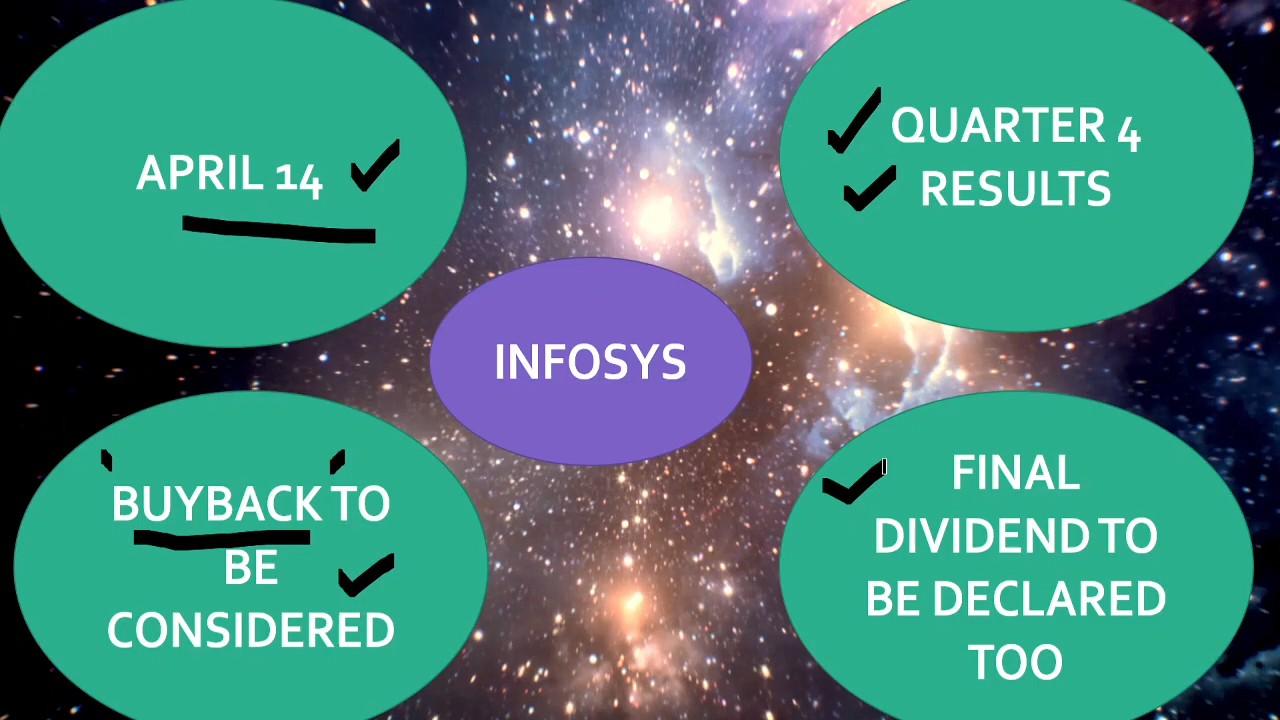 APRIL 14
QUARTER 4
RESULTS
INFOSYS
BUYBACK TO
BE
CONSIDERED
FINAL
DIVIDEND TO
BE DECLARED
TOO